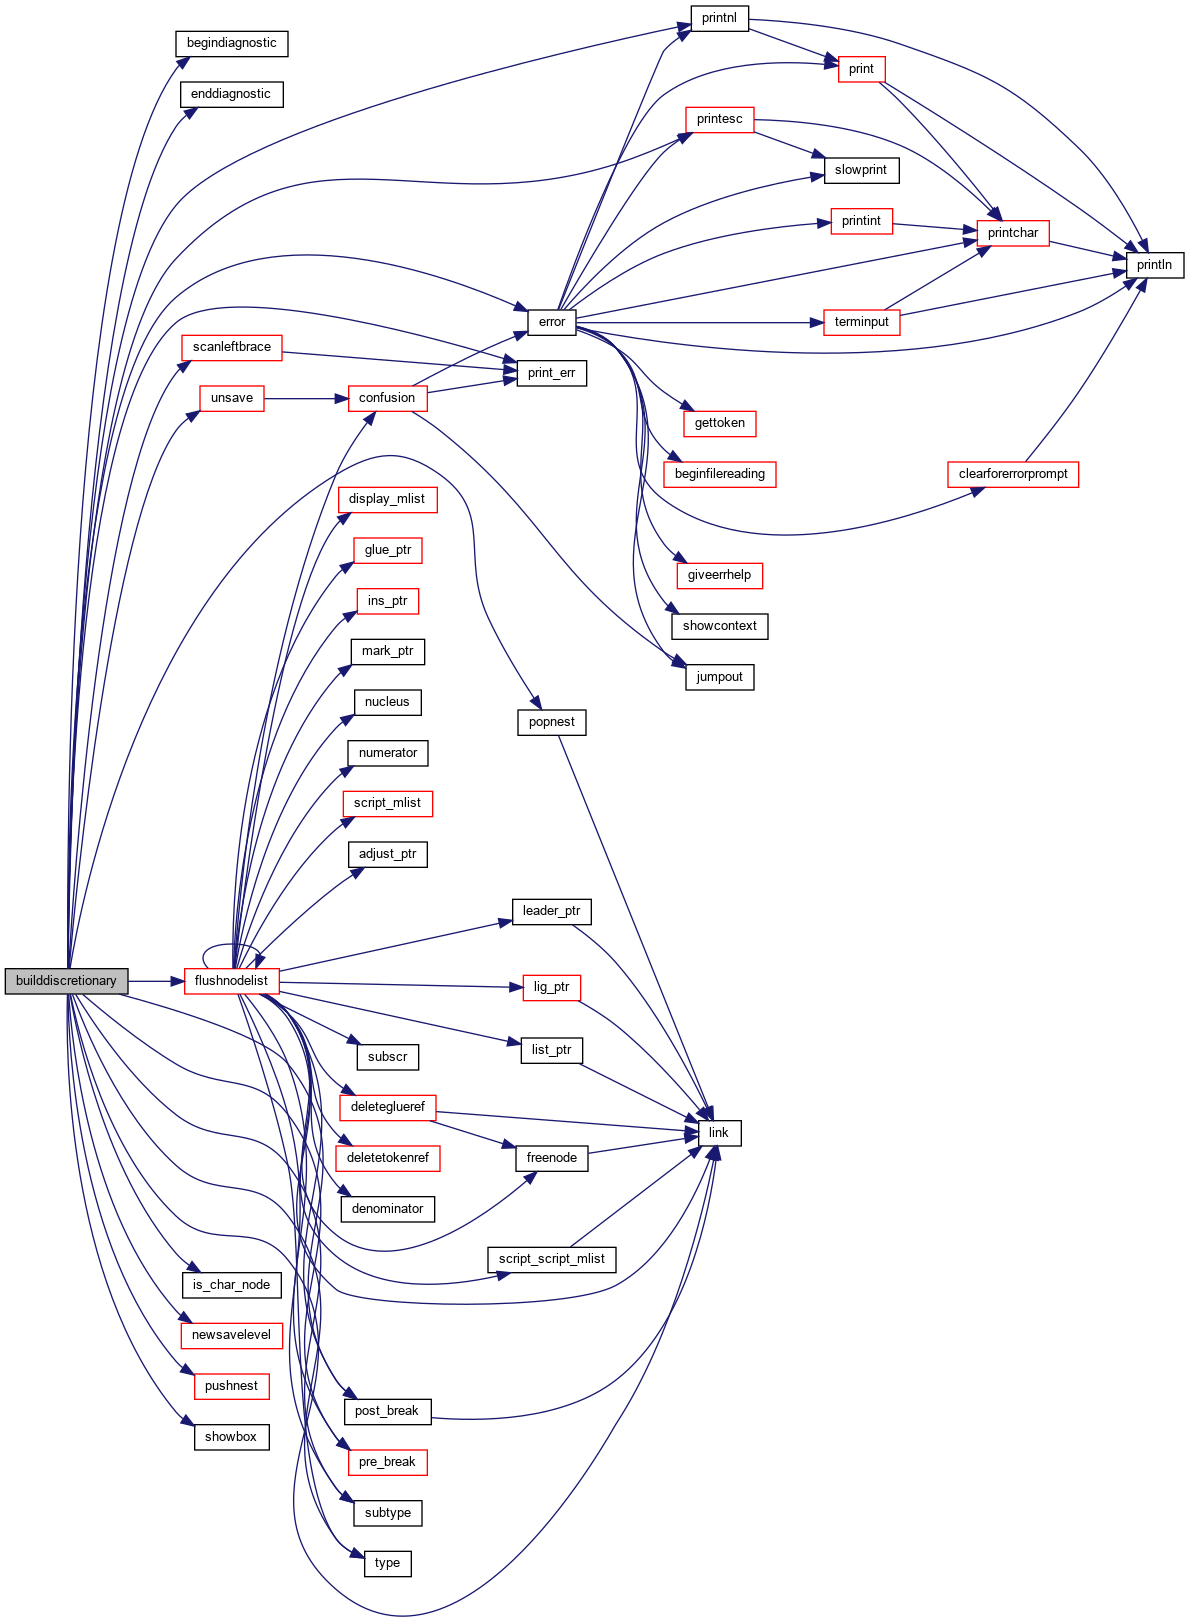 printnl
begindiagnostic
print
enddiagnostic
printesc
slowprint
printint
printchar
println
error
terminput
scanleftbrace
print_err
unsave
confusion
gettoken
beginfilereading
clearforerrorprompt
display_mlist
glue_ptr
giveerrhelp
ins_ptr
showcontext
mark_ptr
jumpout
nucleus
popnest
numerator
script_mlist
adjust_ptr
leader_ptr
builddiscretionary
flushnodelist
lig_ptr
list_ptr
subscr
deleteglueref
link
deletetokenref
freenode
denominator
script_script_mlist
is_char_node
newsavelevel
pushnest
post_break
showbox
pre_break
subtype
type